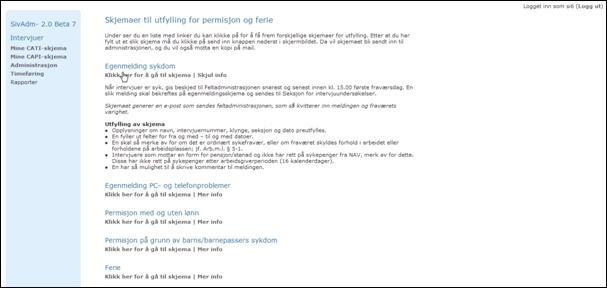 Logget inn som si6 (Logg ut)
SivAdm- 2.0 Beta 7
Intervjuer
Mine CATI-skjema
Mine CAPI-skjema
Administrasjon
Timeføring
Rapporter
Skjemaer til utfylling for permisjon og ferie
Under ser du en liste med linker du kan klikke på for å få frem forskjellige skjemaer for utfylling. Etter at du har
fylt ut et slik skjema må du klikke på send inn knappen nederst i skjermbildet. Da vil skjemaet bli sendt inn til
administrasjonen, og du vil også motta en kopi på mail.
Egenmelding sykdom
Klikk her for å gå til skjema | Skjul info
Når intervjuer er syk, gis beskjed til Feltadministrasjonen snarest og senest innen kl. 15.00 første fraværsdag. En
slik melding skal bekreftes på egenmeldingsskjema og sendes til Seksjon for intervjuundersøkelser.
Skjemaet generer en e-post som sendes feltadministrasjonen, som så kvitterer inn meldingen og fraværets
varighet.
Utfylling av skjema
• Opplysninger om navn, intervjuernummer, klynge, seksjon og dato preutfylles.
• En fyller ut felter for fra og med – til og med datoer.
• En skal så merke av for om det er ordinært sykefravær, eller om fraværet skyldes forhold i arbeidet eller
forholdene på arbeidsplassen; jf. Arb.m.l. § 5-1.
• Intervjuere som mottar en form for pensjon/stønad og ikke har rett på sykepenger fra NAV, merk av for dette.
Disse har ikke rett på sykepenger etter arbeidsgiverperioden (16 kalenderdager).
• En har så mulighet til å skrive kommentar til meldingen.
Egenmelding PC- og telefonproblemer
Klikk her for å gå til skjema | Mer info
Permisjon med og uten lønn
Klikk her for å gå til skjema | Mer info
Permisjon på grunn av barns/barnepassers sykdom
Klikk her for å gå til skjema | Mer info
Ferie
Klikk her for å gå til skjema | Mer info